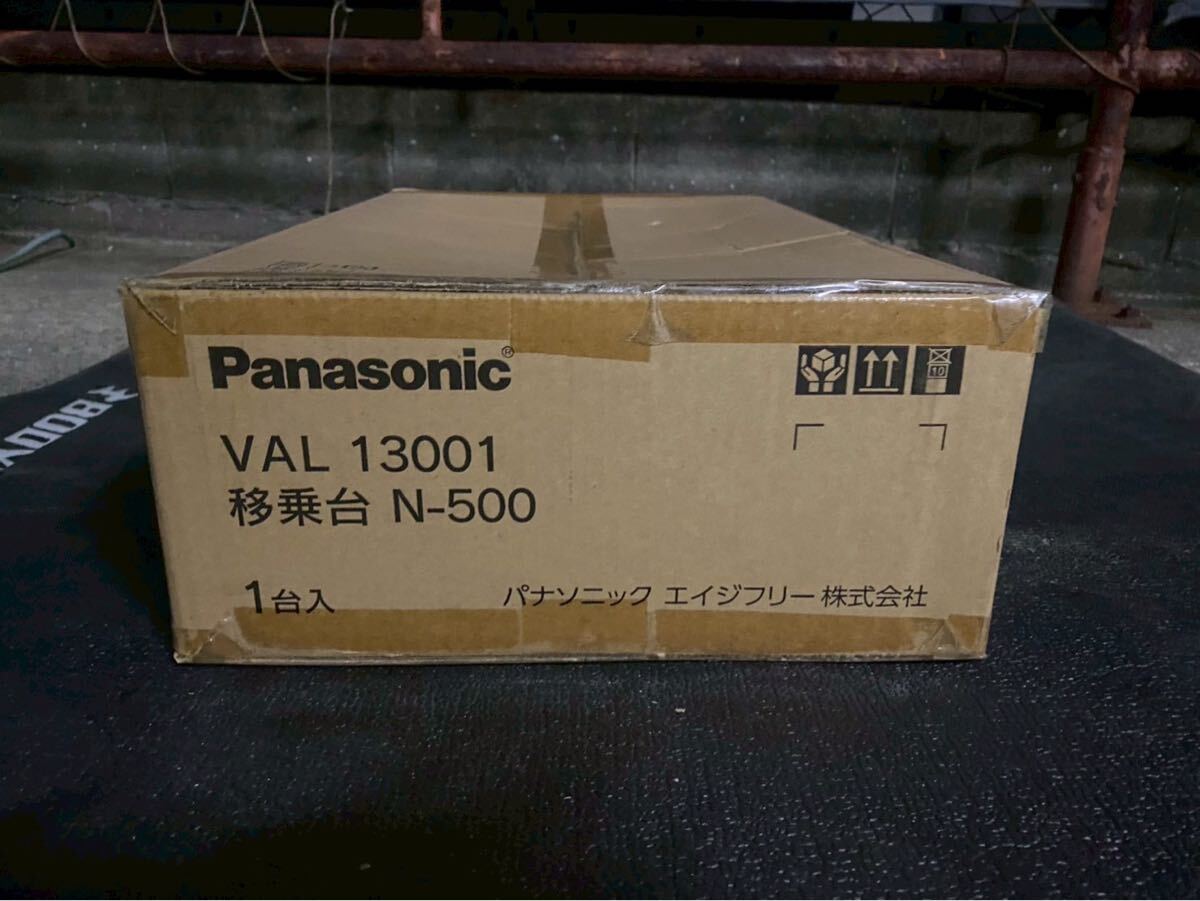 Panasonic®
VAL 13001
移乗台 N-500
1台入
パナソニック エイジフリー株式会社
10